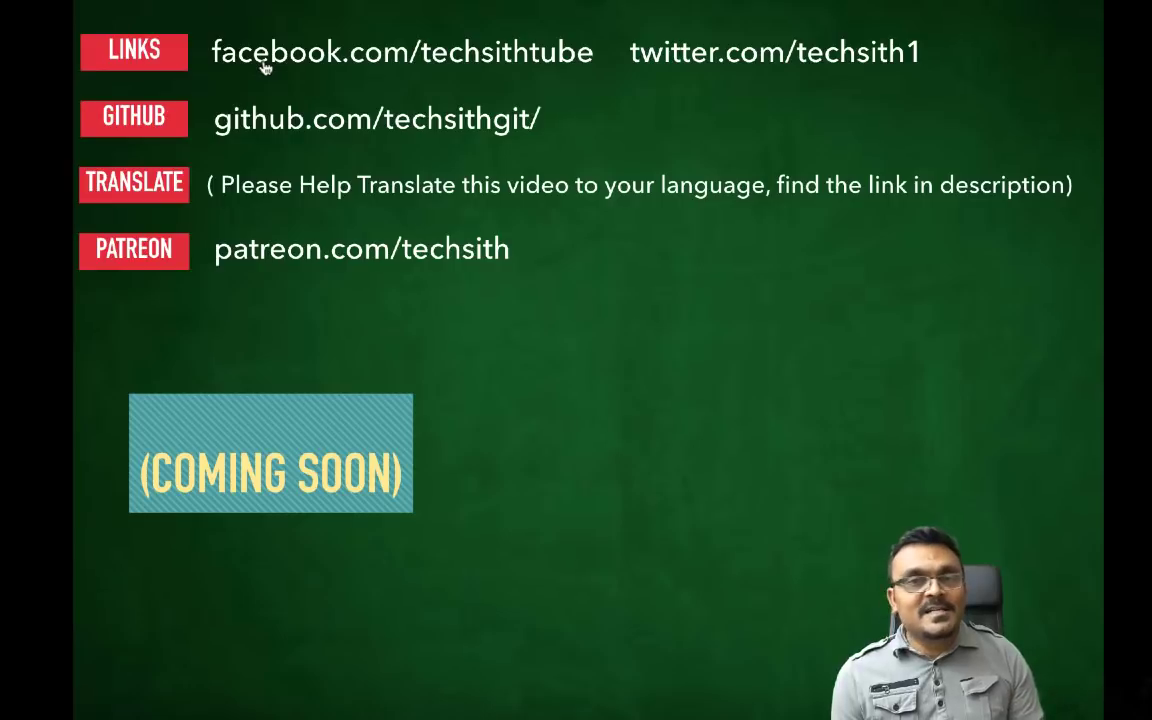 LINKS facebook.com/techsithtube twitter.com/techsith1
GITHUB github.com/techsithgit/
TRANSLATE ( Please Help Translate this video to your language, find the link in description)
PATREON patreon.com/techsith
(COMING SOON)